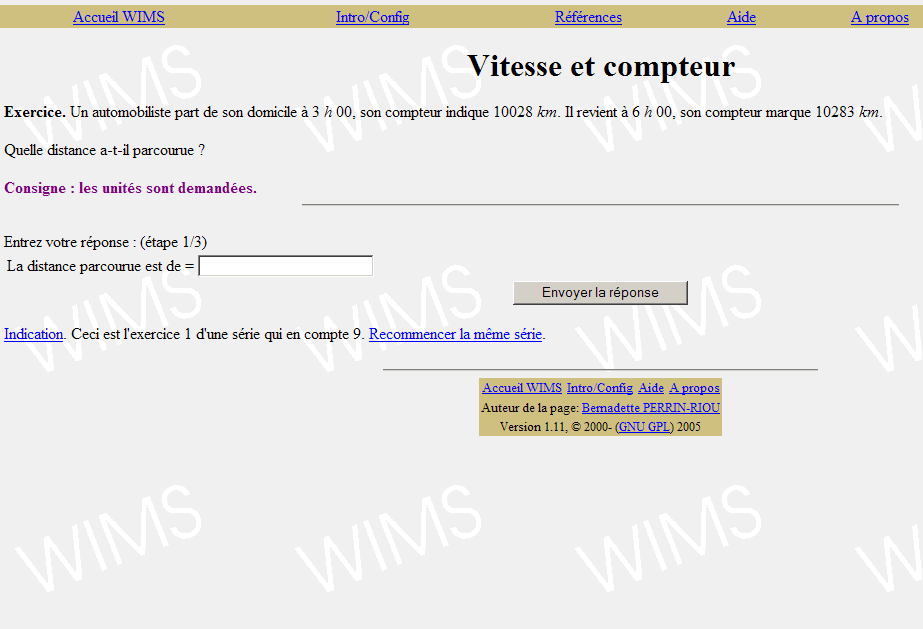 Accueil WIMS Intro/Config Références Aide A propos
Vitesse et compteur
Exercice. Un automobiliste part de son domicile à 3 h 00, son compteur indique 10028 km. Il revient à 6 h 00, son compteur marque 10283 km.
Quelle distance a-t-il parcourue ?
Consigne : les unités sont demandées.
Entrez votre réponse : (étape 1/3)
La distance parcourue est de =
Envoyer la réponse
Indication. Ceci est l'exercice 1 d'une série qui en compte 9. Recommencer la même série.
Accueil WIMS Intro/Config Aide A propos
Auteur de la page: Bernadette PERRIN-RIOU
Version 1.11, © 2000- (GNU GPL) 2005
WIMS WIMS WIMS W
WIMS WIMS WIMS W
WIMS WIMS WIMS W